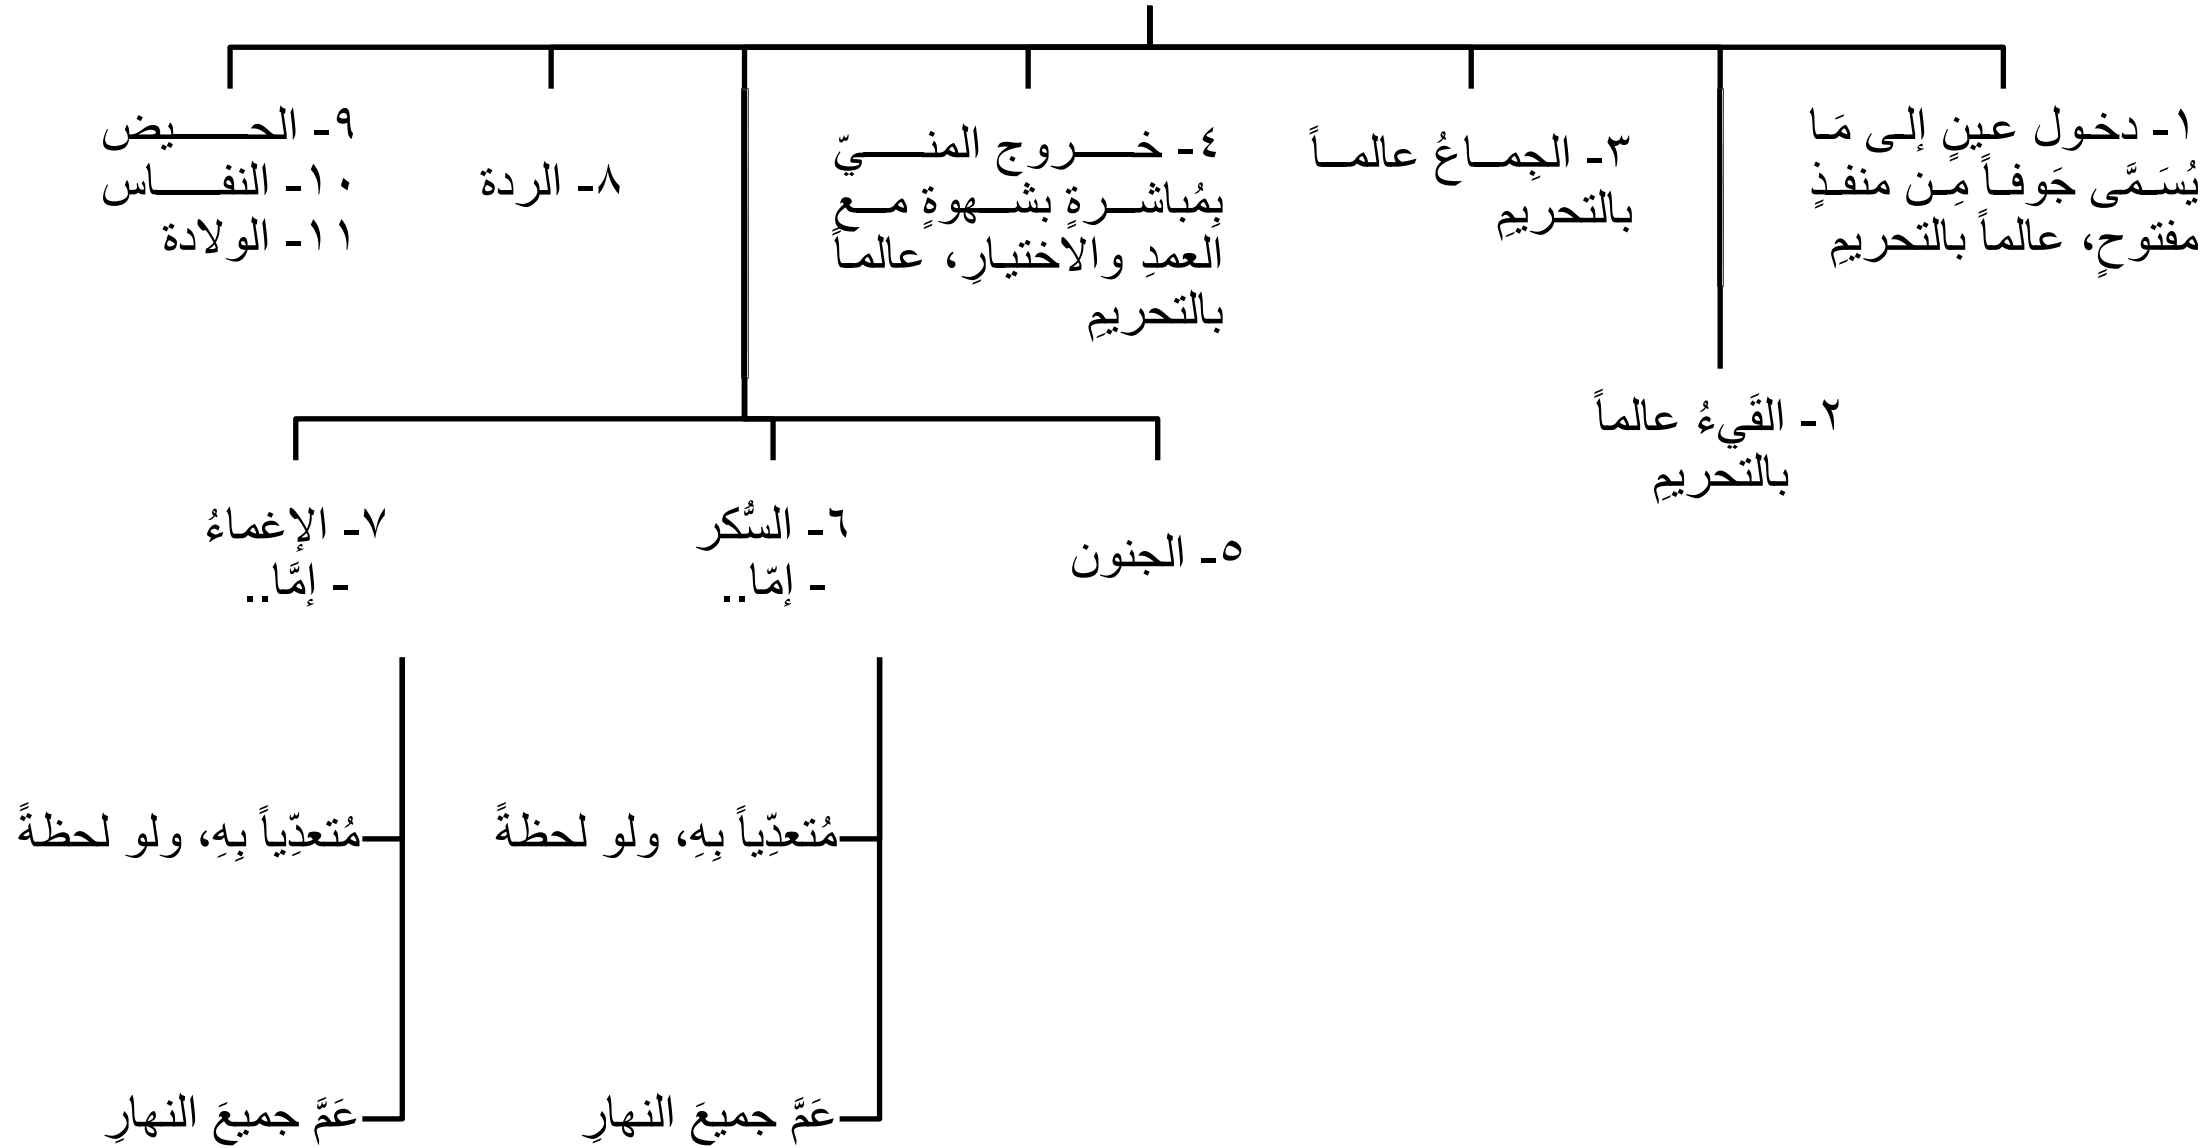 ١- دخول عينٍ إلى مَا
يُسَمَّى جَوفاً مِن منفذٍ
مفتوحٍ، عالماً بالتحريمِ
٢- القَيءُ عالماً
بالتحريمِ
٣- الجِماعُ عالماً
بالتحريمِ
٤- خروج المنيّ
بِمُباشرةٍ بشهوةٍ مع
العمدِ والاختيارِ، عالماً
بالتحريمِ
٥- الجنون
٦- السُّكر
- إمّا..
مُتعدِّياً بِهِ، ولو لحظةً
عَمَّ جميعَ النهارِ
٧- الإغماءُ
- إمَّا..
مُتعدِّياً بِهِ، ولو لحظةً
عَمَّ جميعَ النهارِ
٨- الردة
٩- الحيض
١٠- النفاس
١١- الولادة